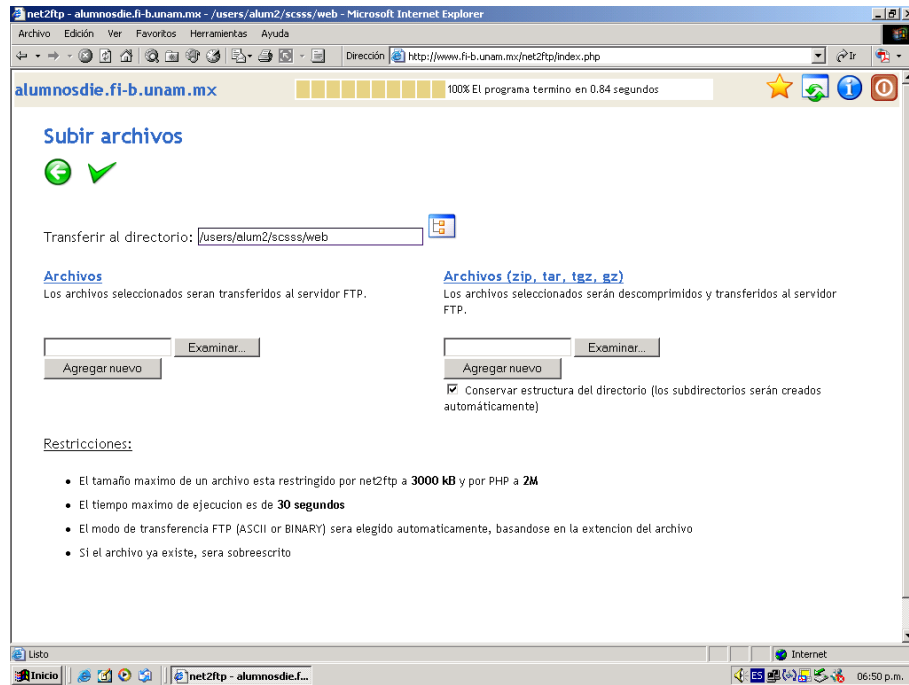 net2ftp - alumnosdie.fi-b.unam.mx - /users/alum2/scsss/web - Microsoft Internet Explorer
Archivo Edición Ver Favoritos Herramientas Ayuda
Dirección http://www.fi-b.unam.mx/net2ftp/index.php Ir
alumnosdie.fi-b.unam.mx 100% El programa termino en 0.84 segundos
Subir archivos
Transferir al directorio: /users/alum2/scsss/web
Archivos
Los archivos seleccionados seran transferidos al servidor FTP.
Examinar...
Agregar nuevo
Archivos (zip, tar, tgz, gz)
Los archivos seleccionados serán descomprimidos y transferidos al servidor
FTP.
Examinar...
Agregar nuevo
Conservar estructura del directorio (los subdirectorios serán creados
automáticamente)
Restricciones:
El tamaño maximo de un archivo esta restringido por net2ftp a 3000 kB y por PHP a 2M
El tiempo maximo de ejecucion es de 30 segundos
El modo de transferencia FTP (ASCII or BINARY) sera elegido automaticamente, basandose en la extencion del archivo
Si el archivo ya existe, sera sobreescrito
Listo Internet
Inicio net2ftp - alumnosdie.f... ES 06:50 p.m.